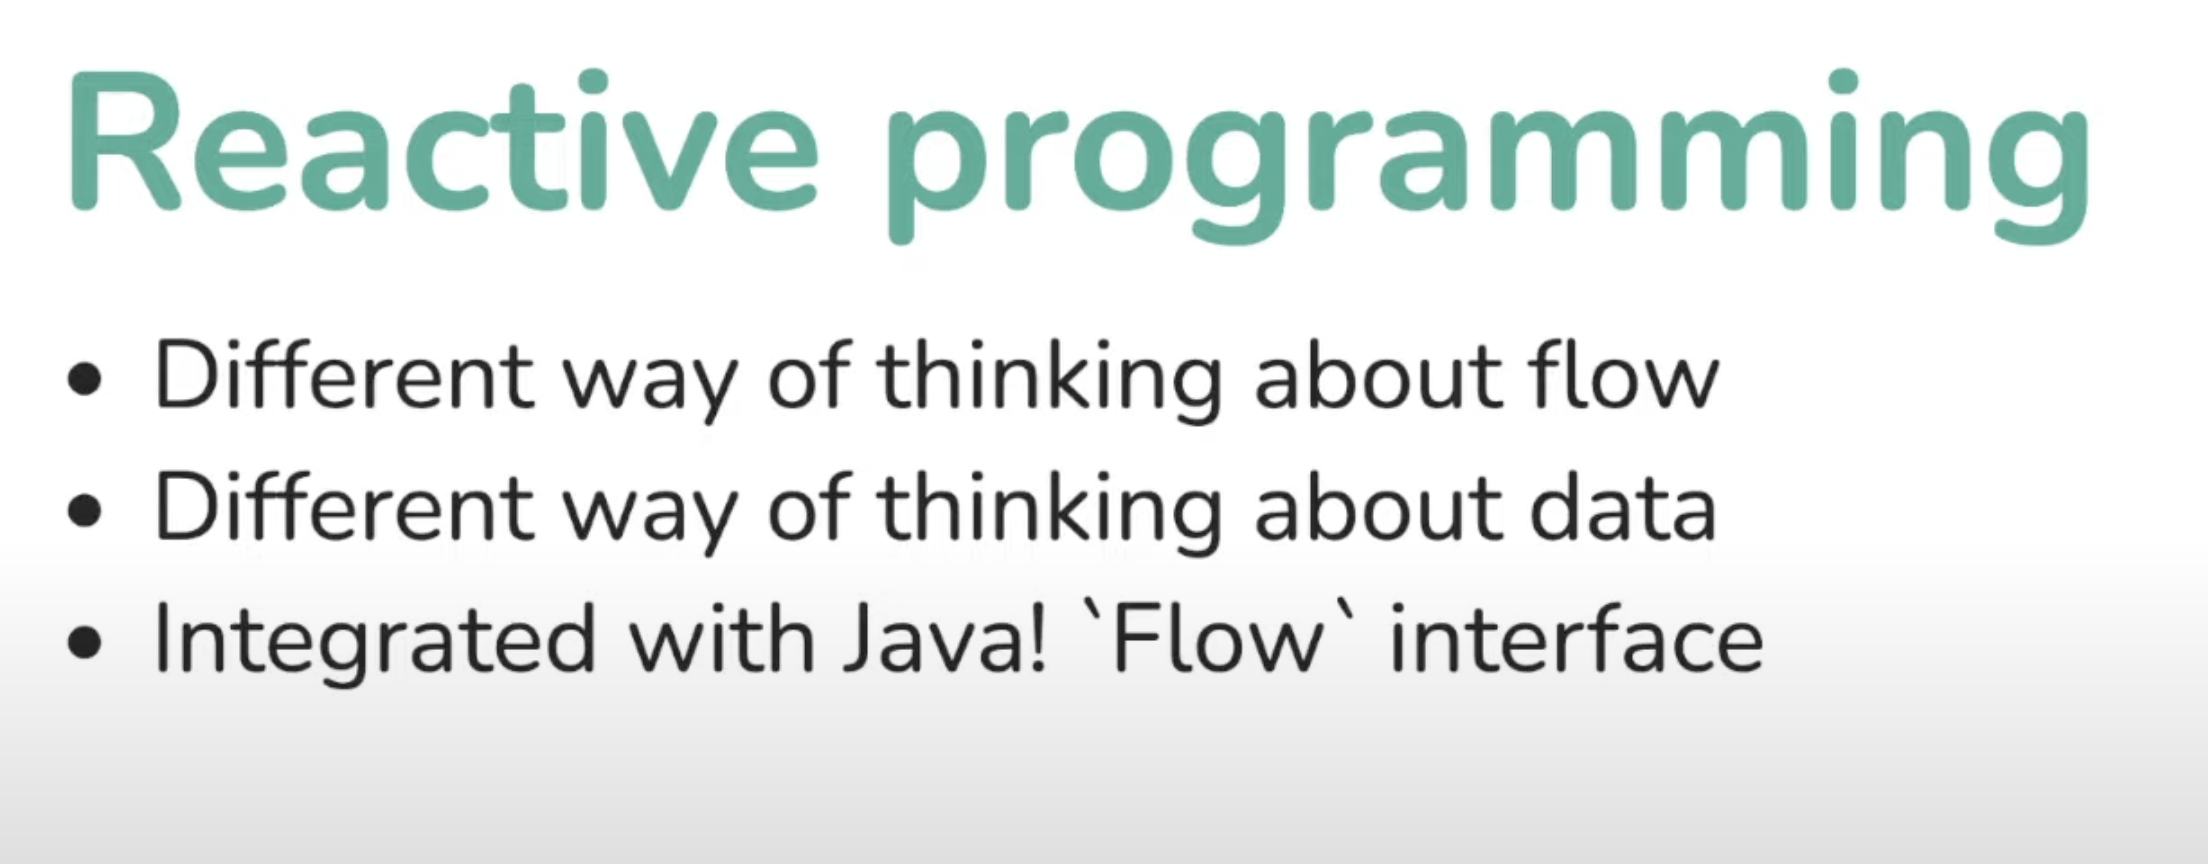 Reactive programming
• Different way of thinking about flow
• Different way of thinking about data
• Integrated with Java! `Flow` interface